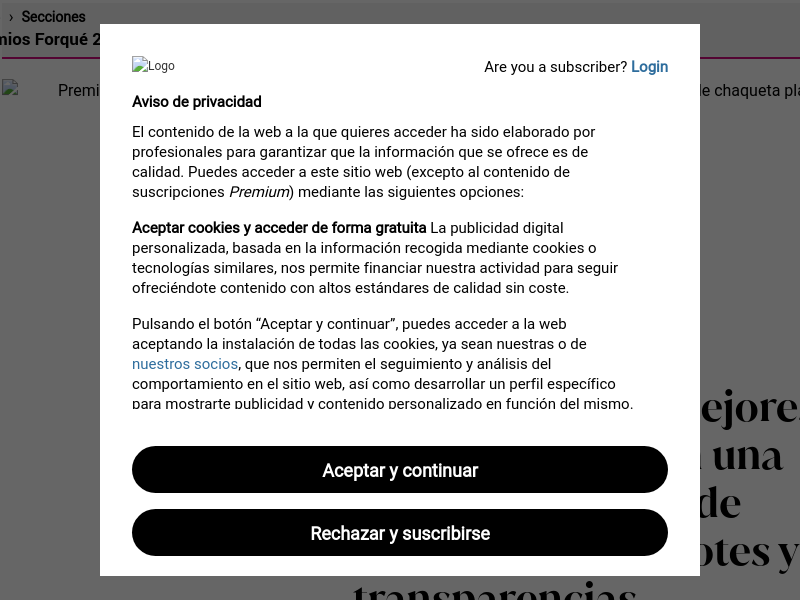 › Secciones
mios Forqué 2
Logo
Are you a subscriber? Login
Premi
de chaqueta pla
Aviso de privacidad
El contenido de la web a la que quieres acceder ha sido elaborado por
profesionales para garantizar que la información que se ofrece es de
calidad. Puedes acceder a este sitio web (excepto al contenido de
suscripciones Premium) mediante las siguientes opciones:
Aceptar cookies y acceder de forma gratuita La publicidad digital
personalizada, basada en la información recogida mediante cookies o
tecnologías similares, nos permite financiar nuestra actividad para seguir
ofreciéndote contenido con altos estándares de calidad sin coste.
Pulsando el botón “Aceptar y continuar”, puedes acceder a la web
aceptando la instalación de todas las cookies, ya sean nuestras o de
nuestros socios, que nos permiten el seguimiento y análisis del
comportamiento en el sitio web, así como desarrollar un perfil específico
para mostrarte publicidad y contenido personalizado en función del mismo.
ejores
una
de
otes y
transparencias
Aceptar y continuar
Rechazar y suscribirse